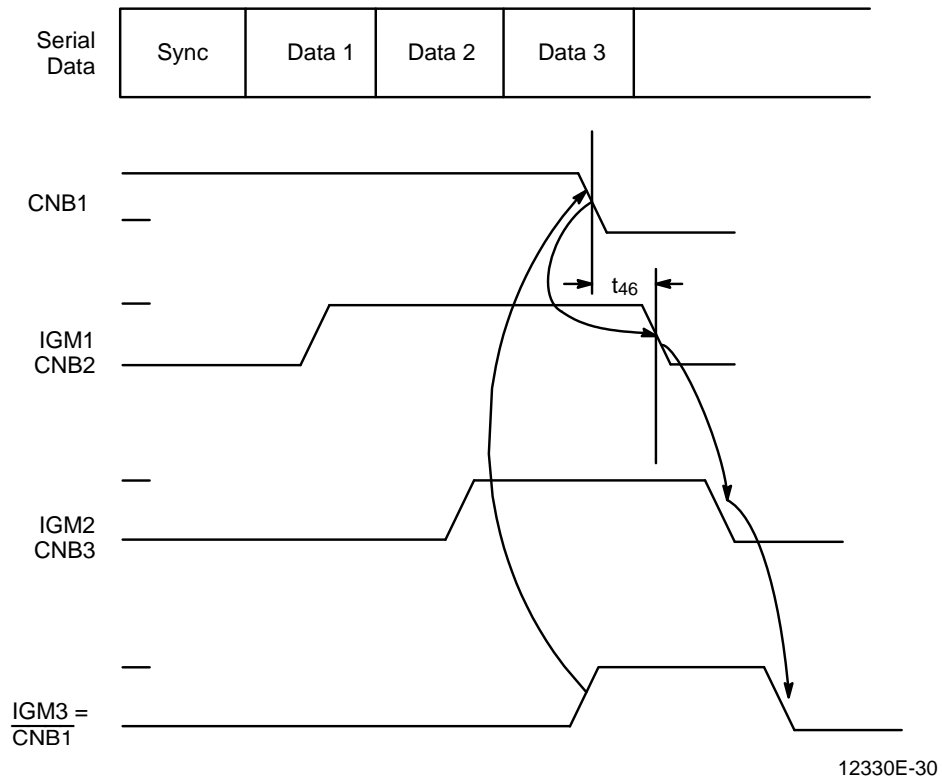 Serial
Data
Sync
Data 1
Data 2
Data 3
CNB1
t46
IGM1
CNB2
IGM2
CNB3
IGM3 =
CNB1
12330E-30